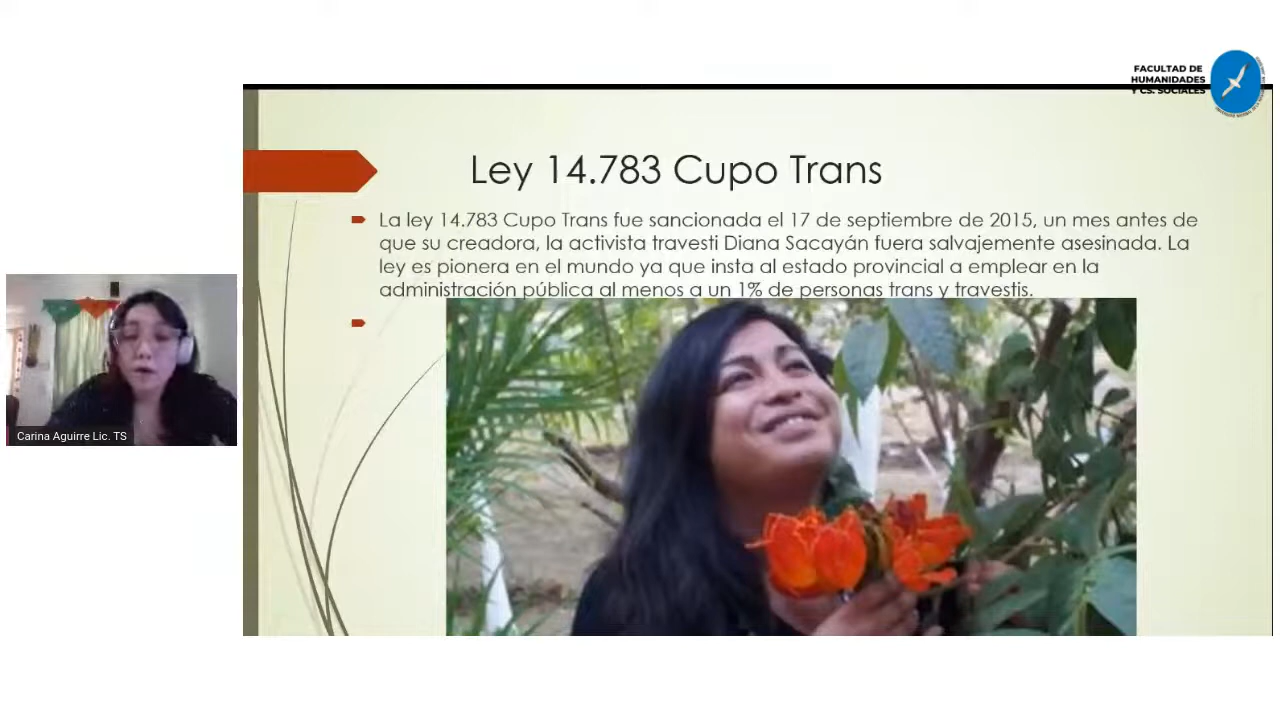 FACULTAD DE
HUMANIDADES
Y CS. SOCIALES
Ley 14.783 Cupo Trans
La ley 14.783 Cupo Trans fue sancionada el 17 de septiembre de 2015, un mes antes de
que su creadora, la activista travesti Diana Sacayán fuera salvajemente asesinada. La
ley es pionera en el mundo ya que insta al estado provincial a emplear en la
administración pública al menos a un 1% de personas trans y travestis.
Carina Aguirre Lic. TS